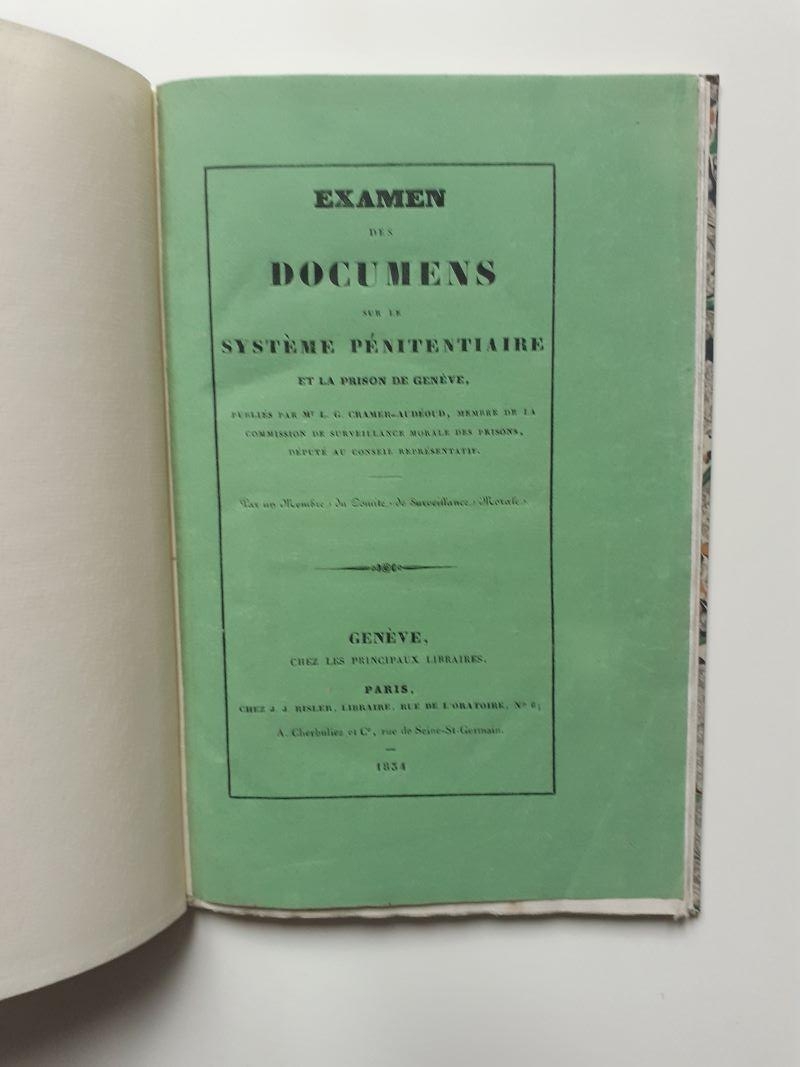 EXAMEN
DES
DOCUMENS
SUR LE
SYSTÈME PÉNITENTIAIRE
ET LA PRISON DE GENÈVE,
PUBLIÉS PAR Mr L. G. CRAMER-AUDÉOUD, MEMBRE DE LA
COMMISSION DE SURVEILLANCE MORALE DES PRISONS,
DÉPUTÉ AU CONSEIL REPRÉSENTATIF.
Par un Membre du Comité de Surveillance Morale.
GENÈVE,
CHEZ LES PRINCIPAUX LIBRAIRES.
PARIS,
CHEZ J. J. RISLER, LIBRAIRE, RUE DE L'ORATOIRE, No 6;
A. Cherbuliez et Ce, rue de Seine-St-Germain.
1834